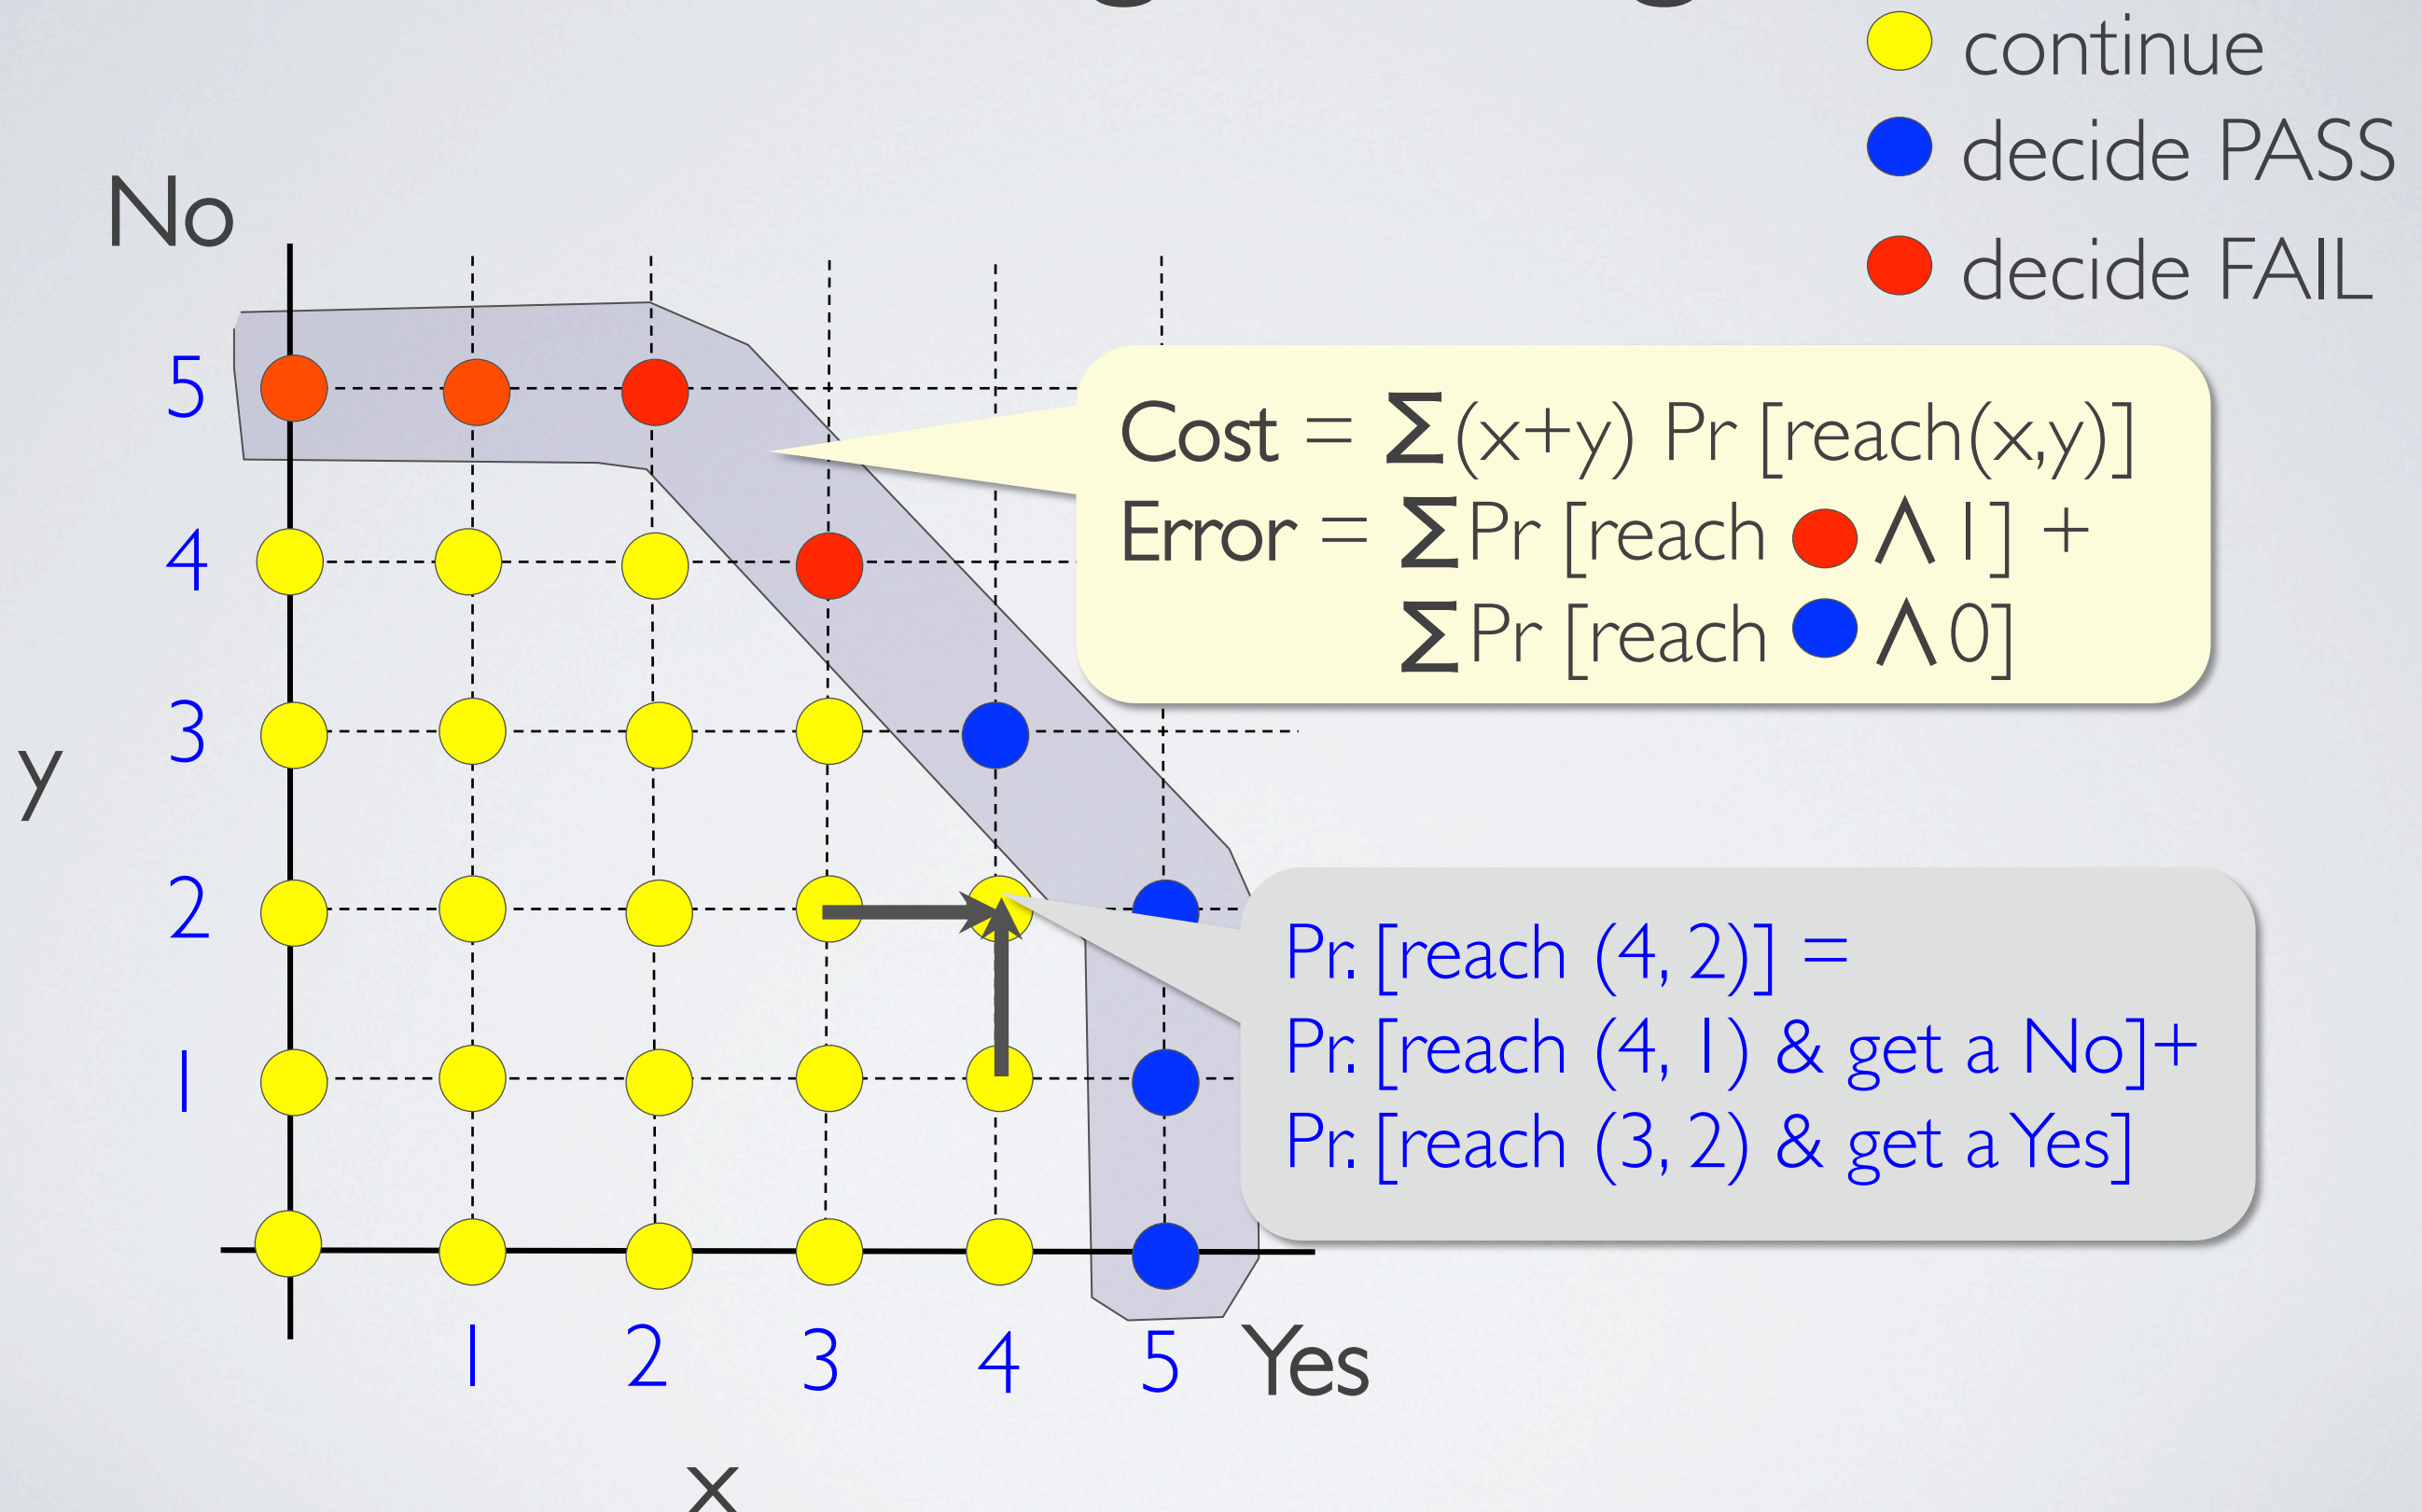 continue
decide PASS
decide FAIL
No
5
4
3
2
1
y
Cost = Σ(x+y) Pr [reach(x,y)]
Error = ΣPr [reach ⋀ 1] +
ΣPr [reach ⋀ 0]
Pr. [reach (4, 2)] =
Pr. [reach (4, 1) & get a No]+
Pr. [reach (3, 2) & get a Yes]
1 2 3 4 5 Yes
x